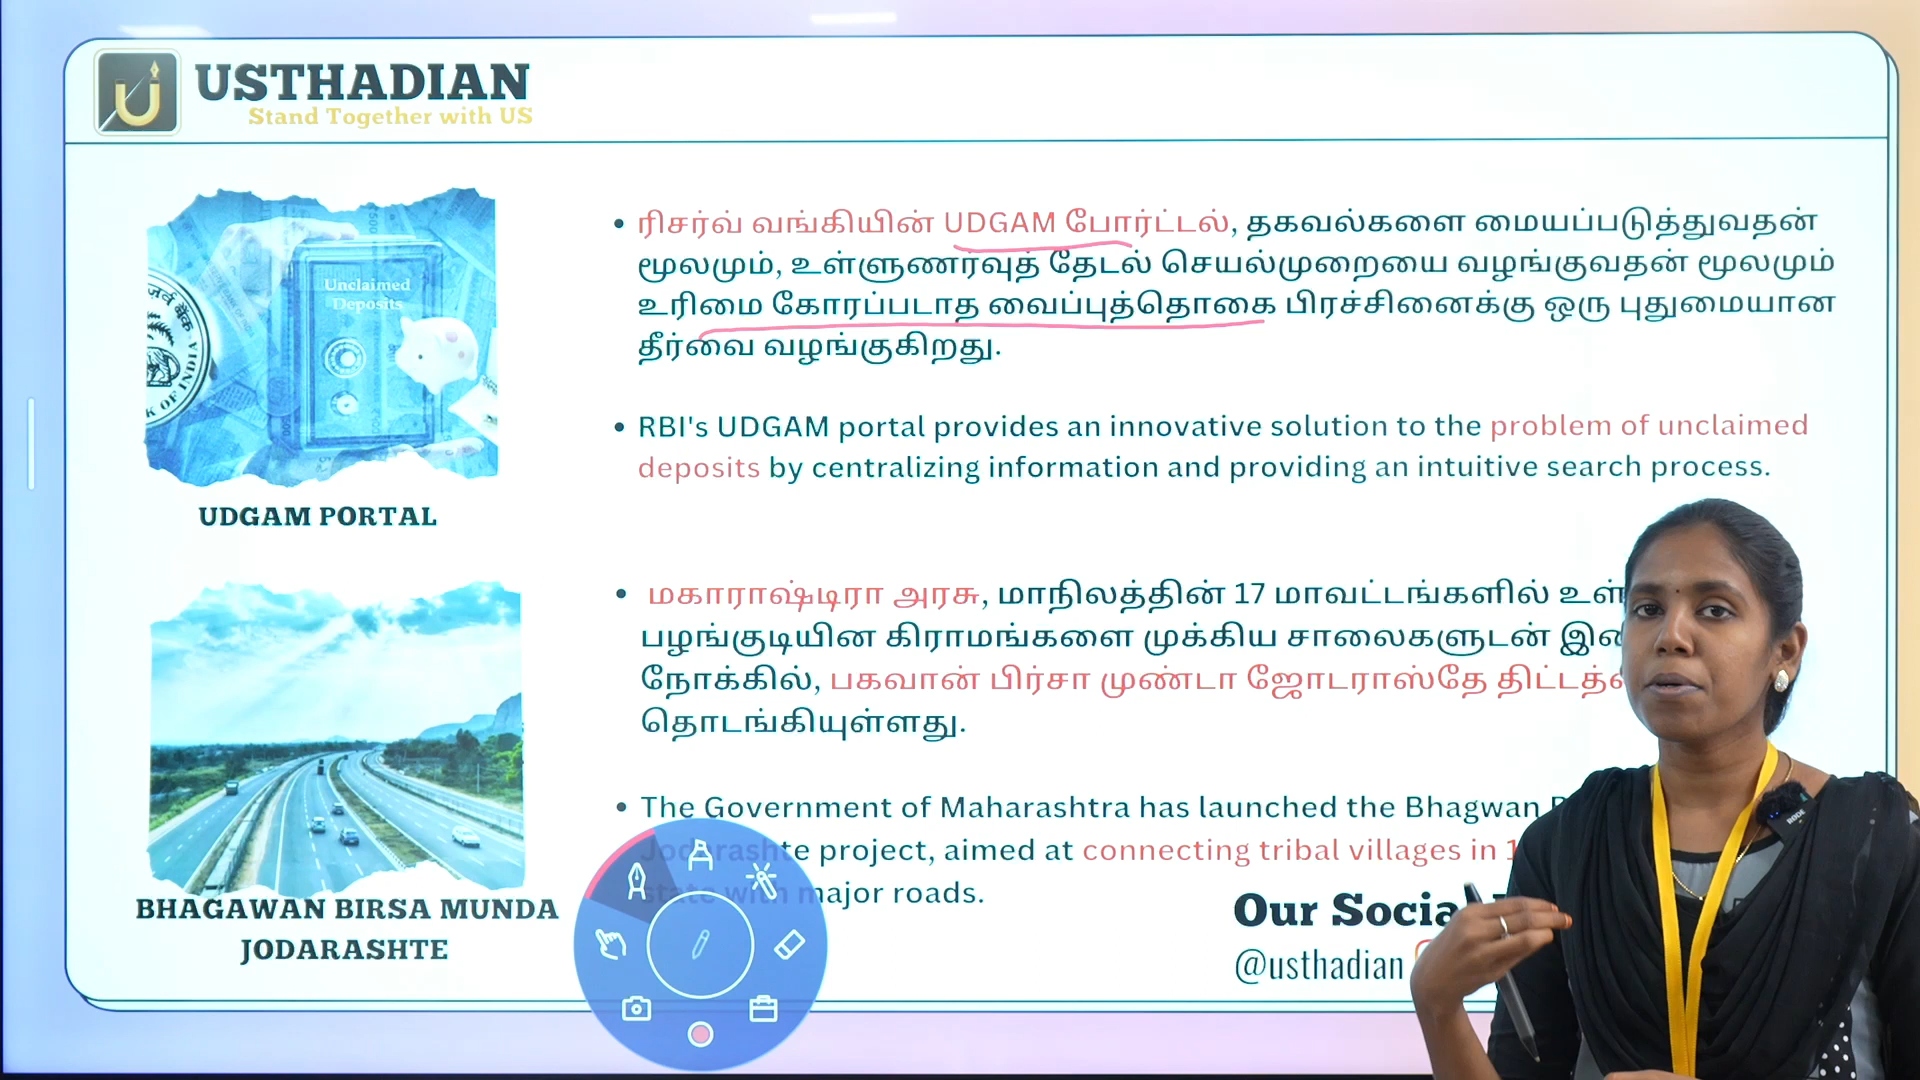 USTHADIAN
Stand Together with US
Unclaimed
Deposits
UDGAM PORTAL
• ரிசர்வ் வங்கியின் UDGAM போர்ட்டல், தகவல்களை மையப்படுத்துவதன்
மூலமும், உள்ளுணர்வுத் தேடல் செயல்முறையை வழங்குவதன் மூலமும்
உரிமை கோரப்படாத வைப்புத்தொகை பிரச்சினைக்கு ஒரு புதுமையான
தீர்வை வழங்குகிறது.
• RBI's UDGAM portal provides an innovative solution to the problem of unclaimed
deposits by centralizing information and providing an intuitive search process.
BHAGAWAN BIRSA MUNDA
JODARASHTE
• மகாராஷ்டிரா அரசு, மாநிலத்தின் 17 மாவட்டங்களில்
பழங்குடியின கிராமங்களை முக்கிய சாலைகளுடன்
நோக்கில், பகவான் பிர்சா முண்டா ஜோடராஸ்தே
தொடங்கியுள்ளது.
• The Government of Maharashtra has launched the Bhagwan
Jodarashte project, aimed at connecting tribal villages in
state with major roads.
Our
@usthadian